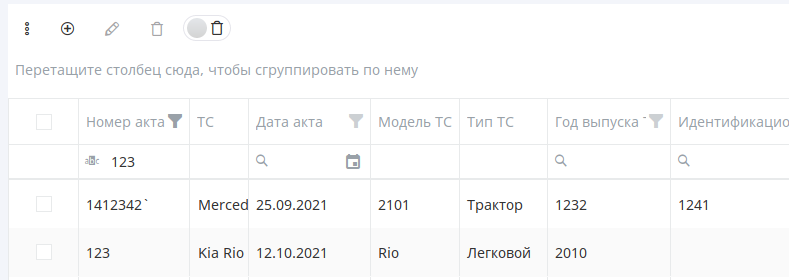 Перетащите столбец сюда, чтобы сгруппировать по нему
Номер акта ТС Дата акта Модель ТС Тип ТС Год выпуска Т Идентификацио
123
1412342` Merced 25.09.2021 2101 Трактор 1232 1241
123 Kia Rio 12.10.2021 Rio Легковой 2010